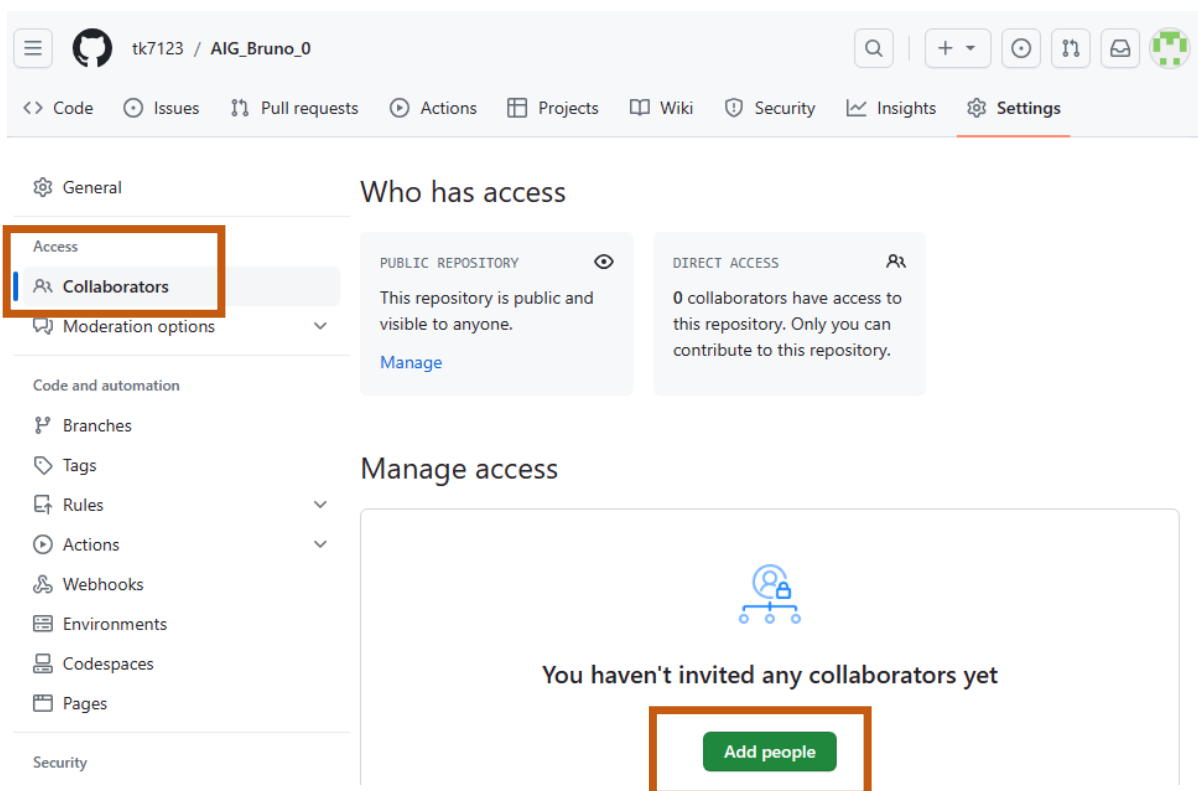 tk7123 / AIG_Bruno_0
Code Issues Pull requests Actions Projects Wiki Security Insights Settings
General
Access
Collaborators
Moderation options
Code and automation
Branches
Tags
Rules
Actions
Webhooks
Environments
Codespaces
Pages
Security
Who has access
PUBLIC REPOSITORY
This repository is public and
visible to anyone.
Manage
DIRECT ACCESS
0 collaborators have access to
this repository. Only you can
contribute to this repository.
Manage access
You haven't invited any collaborators yet
Add people